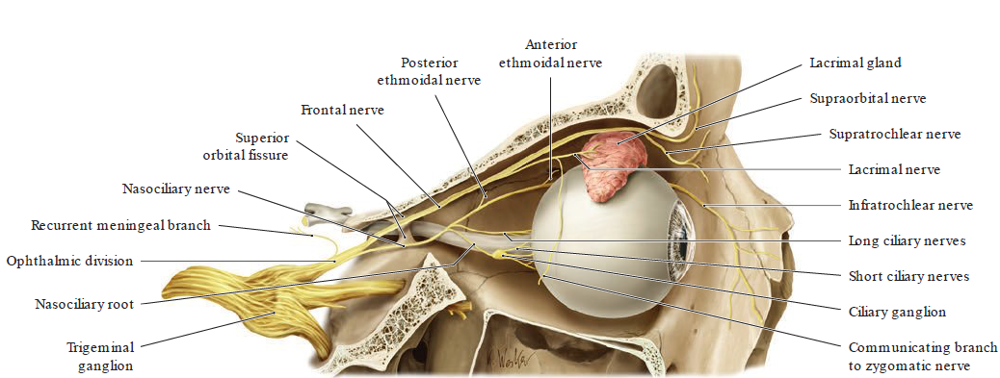 Anterior
ethmoidal nerve
Posterior
ethmoidal nerve
Frontal nerve
Superior
orbital fissure
Nasociliary nerve
Recurrent meningeal branch
Ophthalmic division
Nasociliary root
Trigeminal
ganglion
Lacrimal gland
Supraorbital nerve
Supratrochlear nerve
Lacrimal nerve
Infratrochlear nerve
Long ciliary nerves
Short ciliary nerves
Ciliary ganglion
Communicating branch
to zygomatic nerve